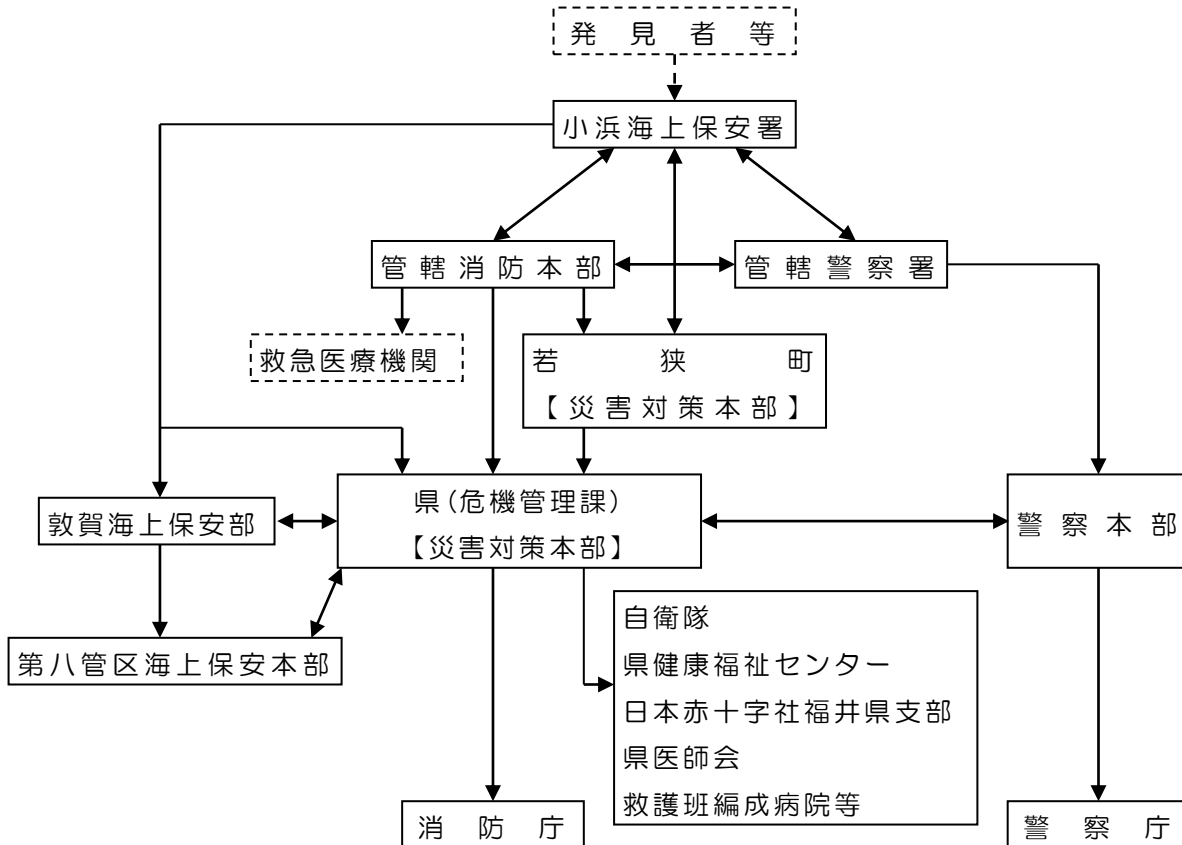 発見者等
小浜海上保安署
管轄消防本部
管轄警察署
救急医療機関
若狭町
【災害対策本部】
県(危機管理課)
【災害対策本部】
敦賀海上保安部
警察本部
第八管区海上保安本部
自衛隊
県健康福祉センター
日本赤十字社福井県支部
県医師会
救護班編成病院等
消防庁
警察庁